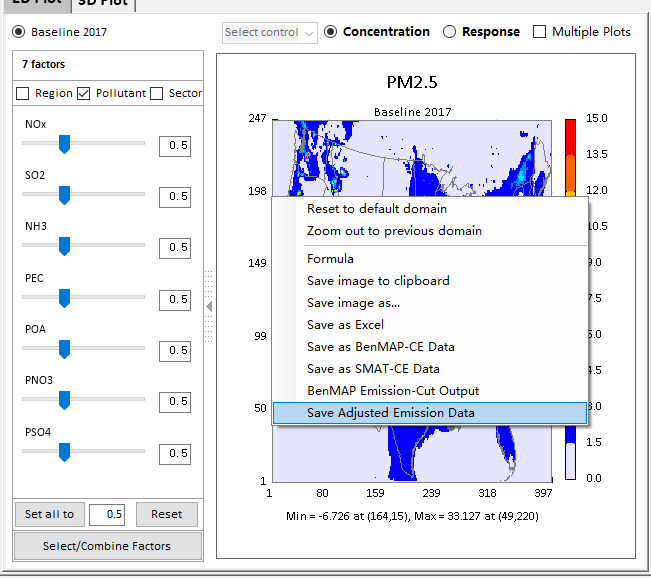 2D Plot 3D Plot
Baseline 2017
Select control
Concentration
Response
Multiple Plots
7 factors
Region
Pollutant
Sector
NOx
0.5
SO2
0.5
NH3
0.5
PEC
0.5
POA
0.5
PNO3
0.5
PSO4
0.5
Set all to
0.5
Reset
Select/Combine Factors
PM2.5
Baseline 2017
247
198
149
99
50
1
1 80 159 239 318 397
15.0
13.5
12.0
10.5
9.0
7.5
6.0
4.5
3.0
1.5
0.0
Reset to default domain
Zoom out to previous domain
Formula
Save image to clipboard
Save image as...
Save as Excel
Save as BenMAP-CE Data
Save as SMAT-CE Data
BenMAP Emission-Cut Output
Save Adjusted Emission Data
Min = -6.726 at (164,15), Max = 33.127 at (49,220)